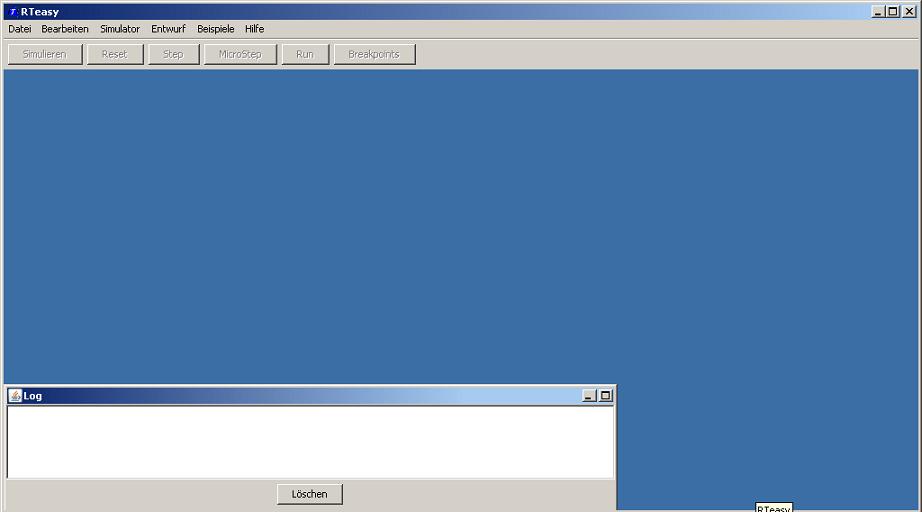 RTeasy
Datei Bearbeiten Simulator Entwurf Beispiele Hilfe
Simulieren Reset Step MicroStep Run Breakpoints
Log
Löschen
RTeasy